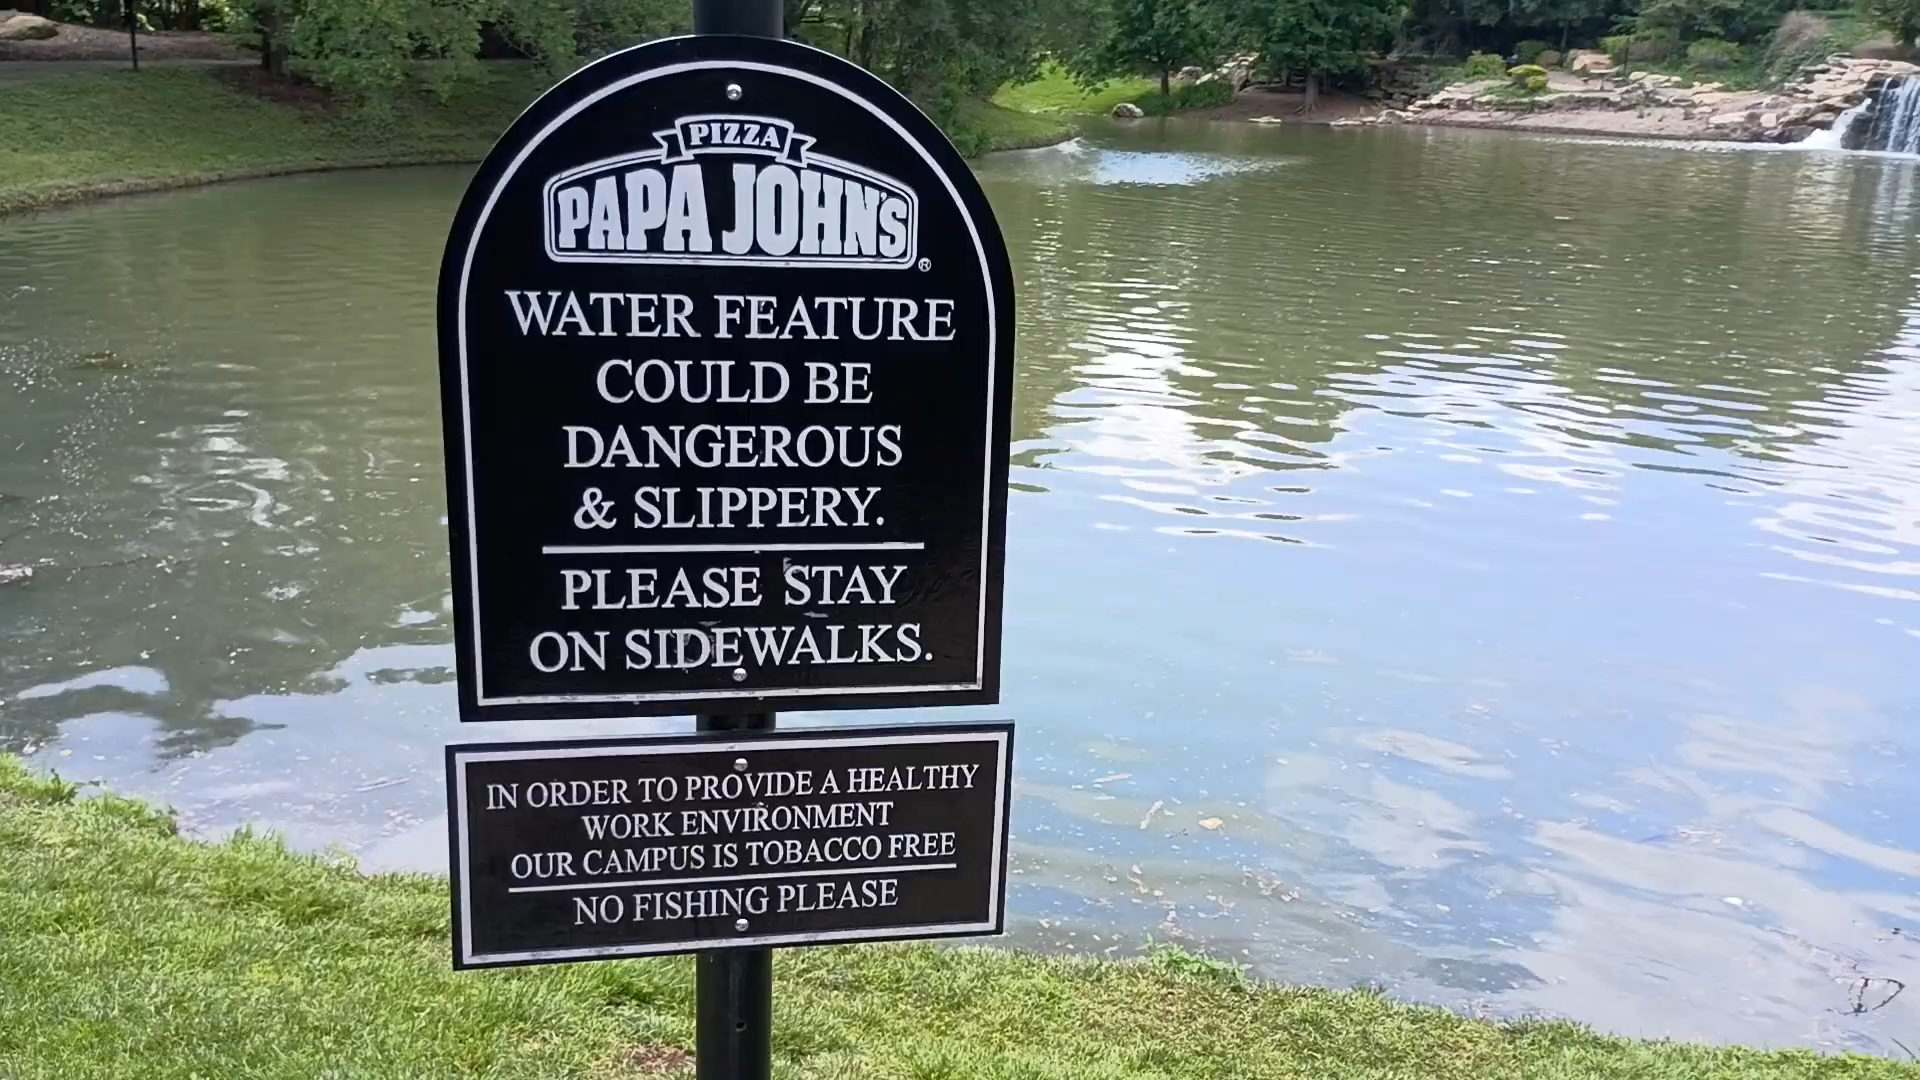 PIZZA
PAPA JOHN'S
®
WATER FEATURE
COULD BE
DANGEROUS
& SLIPPERY.
PLEASE STAY
ON SIDEWALKS.
IN ORDER TO PROVIDE A HEALTHY
WORK ENVIRONMENT
OUR CAMPUS IS TOBACCO FREE
NO FISHING PLEASE